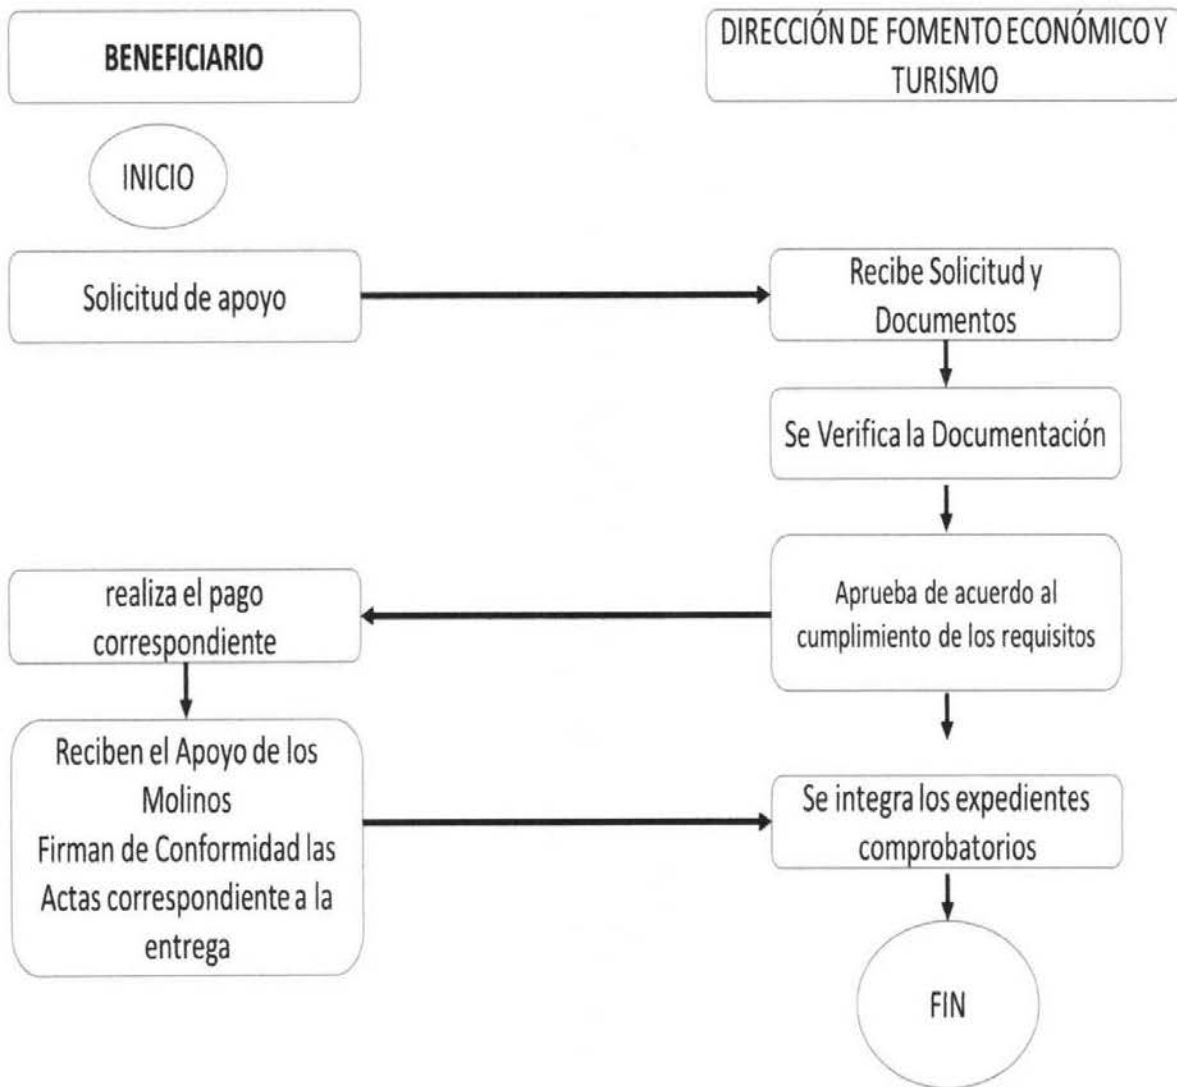 BENEFICIARIO
DIRECCIÓN DE FOMENTO ECONÓMICO Y
TURISMO
INICIO
Solicitud de apoyo
Recibe Solicitud y
Documentos
Se Verifica la Documentación
Aprueba de acuerdo al
cumplimiento de los requisitos
realiza el pago
correspondiente
Reciben el Apoyo de los
Molinos
Firman de Conformidad las
Actas correspondiente a la
entrega
Se integra los expedientes
comprobatorios
FIN